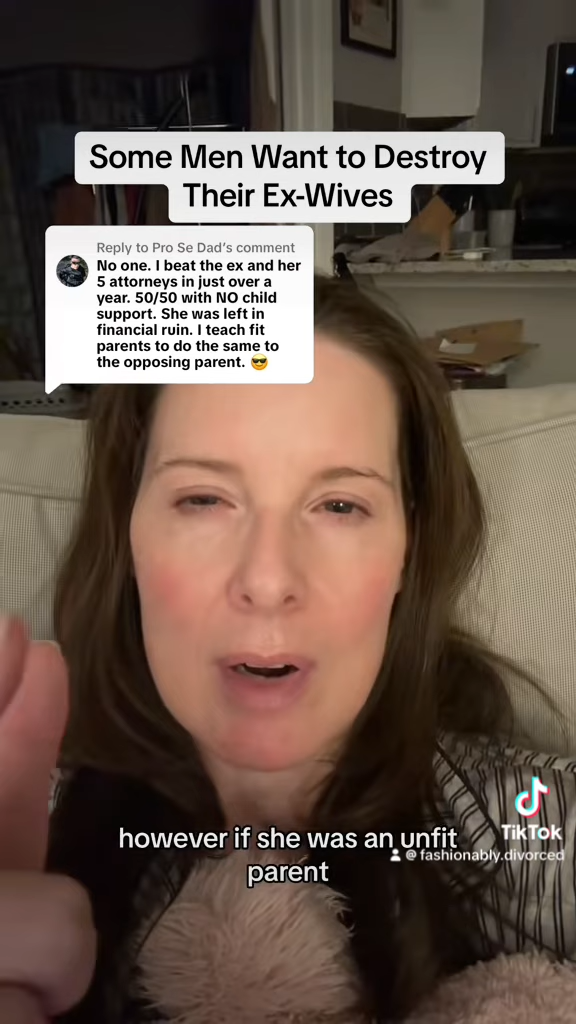 Some Men Want to Destroy
Their Ex-Wives
Reply to Pro Se Dad's comment
No one. I beat the ex and her
5 attorneys in just over a
year. 50/50 with NO child
support. She was left in
financial ruin. I teach fit
parents to do the same to
the opposing parent. 😎
however if she was an unfit
parent
TikTok
@fashionably.divorced